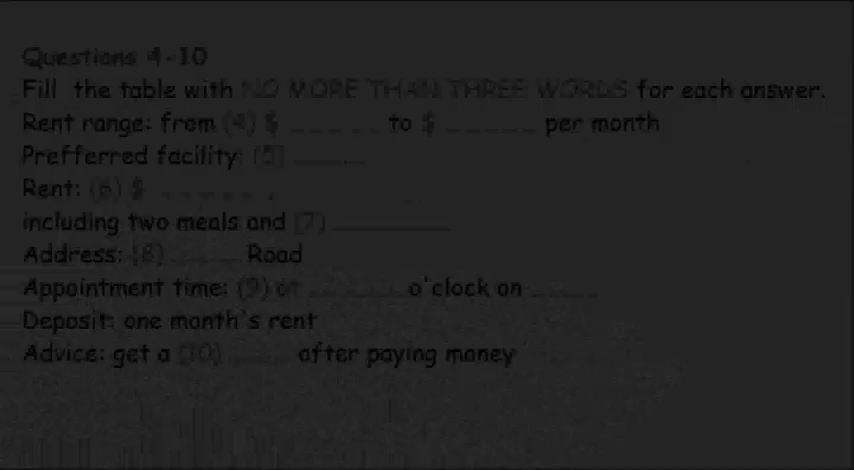 Questions 4-10
Fill the table with NO MORE THAN THREE WORDS for each answer.
Rent range: from (4) $ ______ to $ ______ per month
Prefferred facility: (5) ______
Rent: (6) $ ______.
including two meals and (7) ________
Address: (8) ______ Road
Appointment time: (9) at ________o'clock on ______
Deposit: one month's rent
Advice: get a (10) _____ after paying money